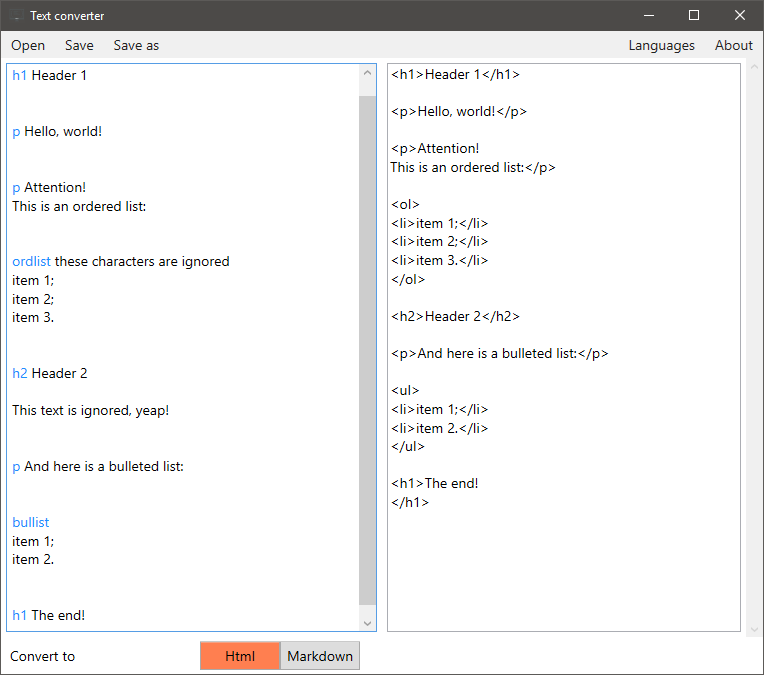 Text converter
Open Save Save as Languages About
h1 Header 1
p Hello, world!
p Attention!
This is an ordered list:
ordlist these characters are ignored
item 1;
item 2;
item 3.
h2 Header 2
This text is ignored, yeap!
p And here is a bulleted list:
bullist
item 1;
item 2.
h1 The end!
<h1>Header 1</h1>
<p>Hello, world!</p>
<p>Attention!
This is an ordered list:</p>
<ol>
<li>item 1;</li>
<li>item 2;</li>
<li>item 3.</li>
</ol>
<h2>Header 2</h2>
<p>And here is a bulleted list:</p>
<ul>
<li>item 1;</li>
<li>item 2.</li>
</ul>
<h1>The end!
</h1>
Convert to Html Markdown